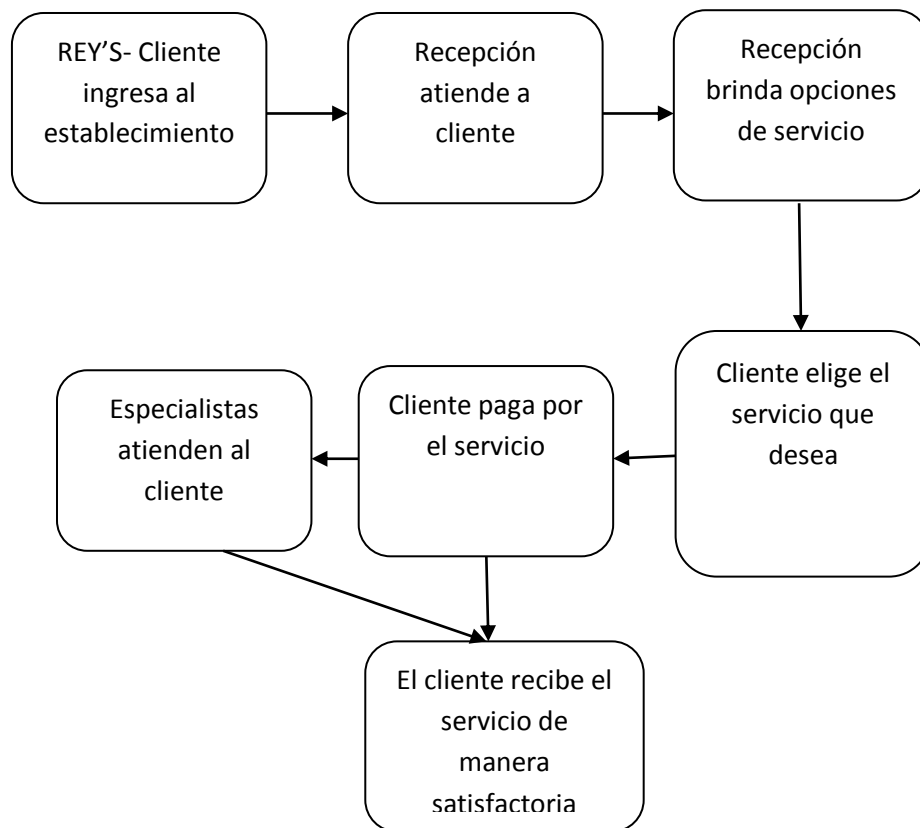 REY’S- Cliente
ingresa al
establecimiento
Recepción
atiende a
cliente
Recepción
brinda opciones
de servicio
Cliente elige el
servicio que
desea
Cliente paga por
el servicio
Especialistas
atienden al
cliente
El cliente recibe el
servicio de
manera
satisfactoria